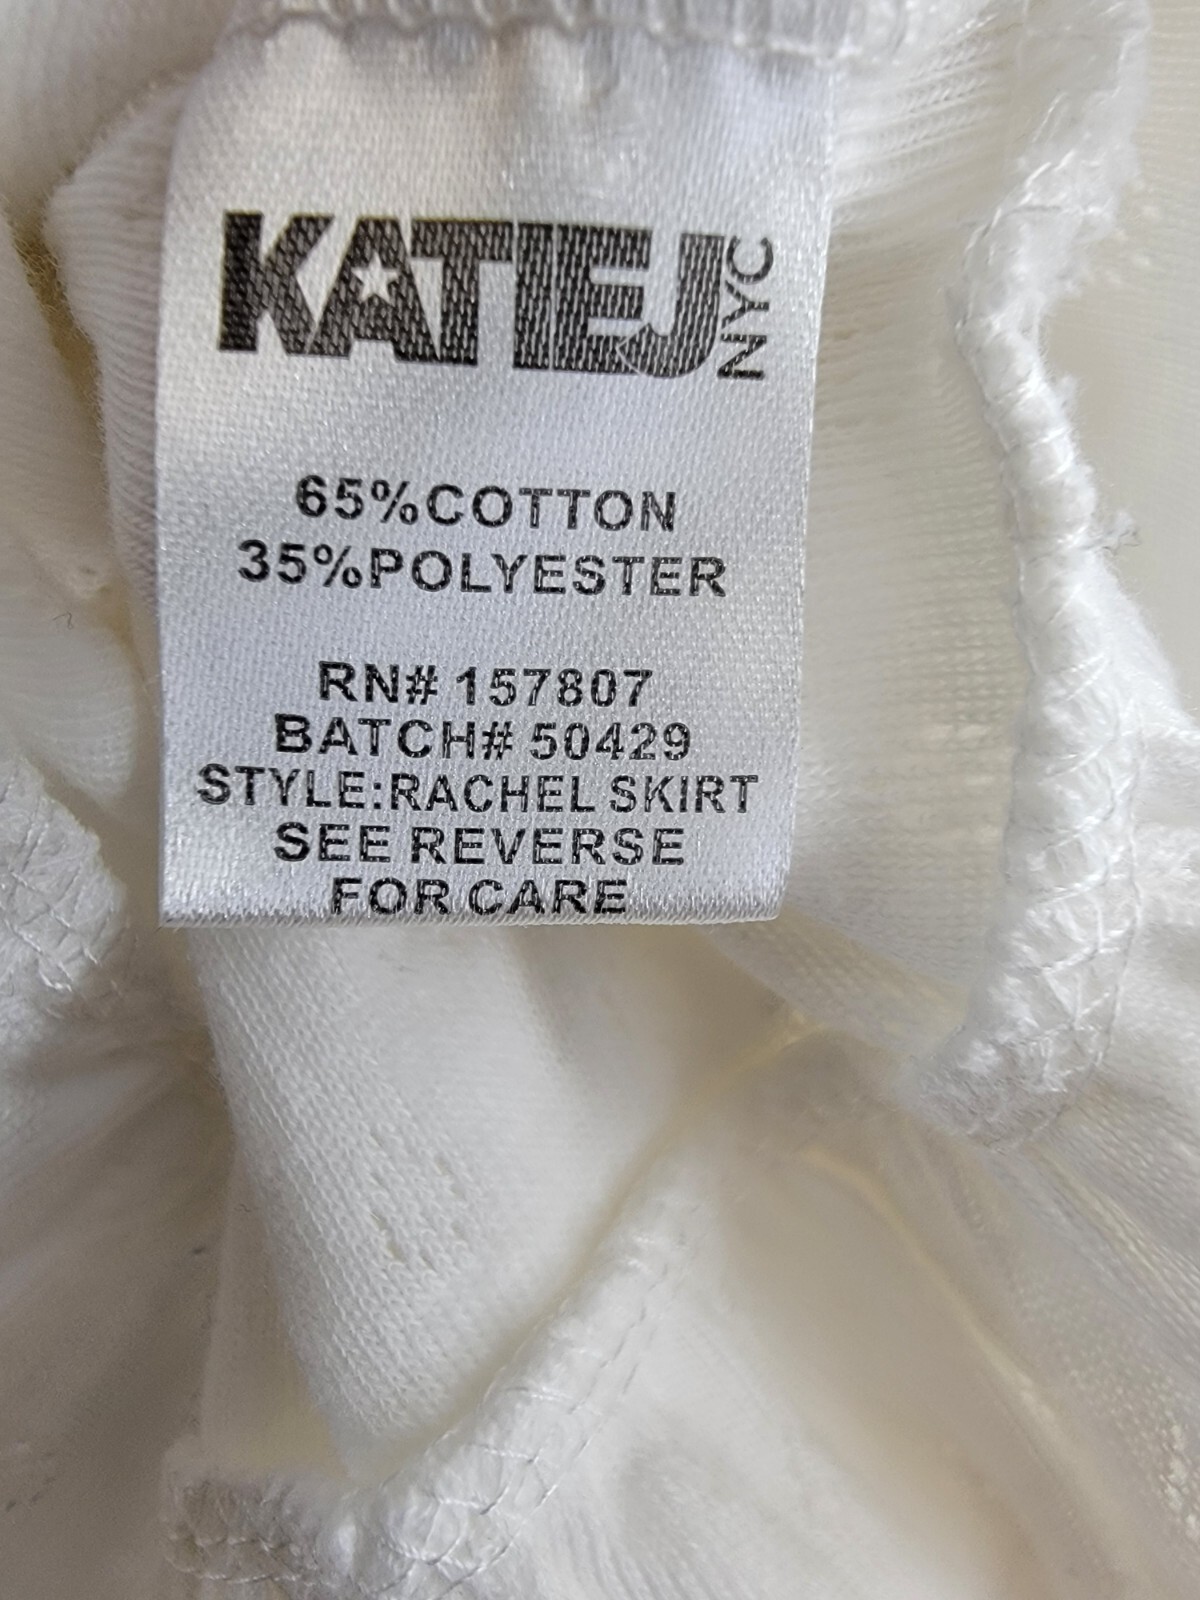 KATIEJ NYC
65%COTTON
35%POLYESTER
RN# 157807
BATCH# 50429
STYLE:RACHEL SKIRT
SEE REVERSE
FOR CARE